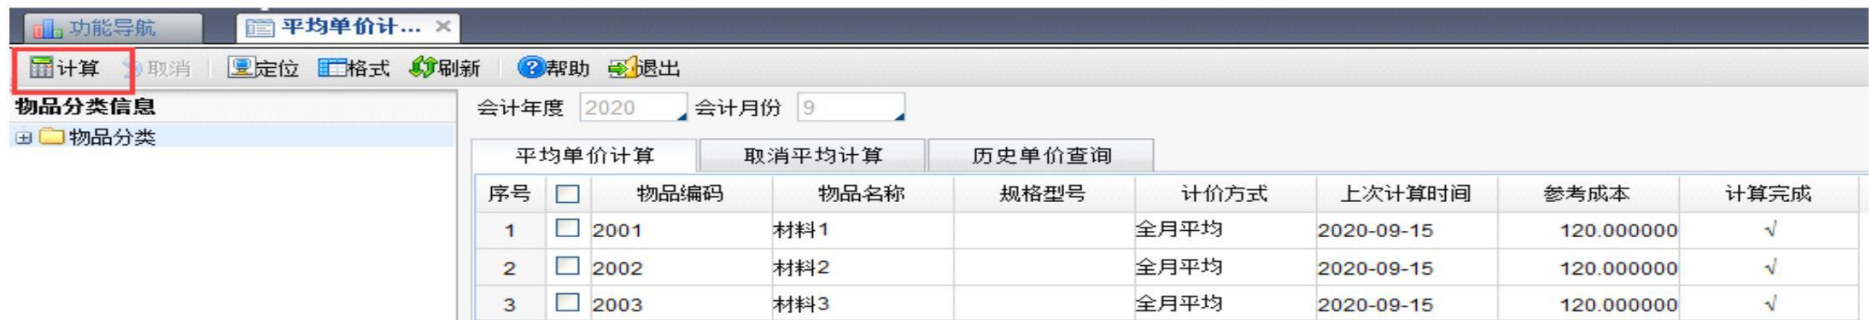 功能导航 平均单价计... ×
计算 取消 定位 格式 刷新 帮助 退出
物品分类信息
物品分类
会计年度 2020 会计月份 9
平均单价计算 取消平均计算 历史单价查询
序号 物品编码 物品名称 规格型号 计价方式 上次计算时间 参考成本 计算完成
1 2001 材料1 全月平均 2020-09-15 120.000000 √
2 2002 材料2 全月平均 2020-09-15 120.000000 √
3 2003 材料3 全月平均 2020-09-15 120.000000 √